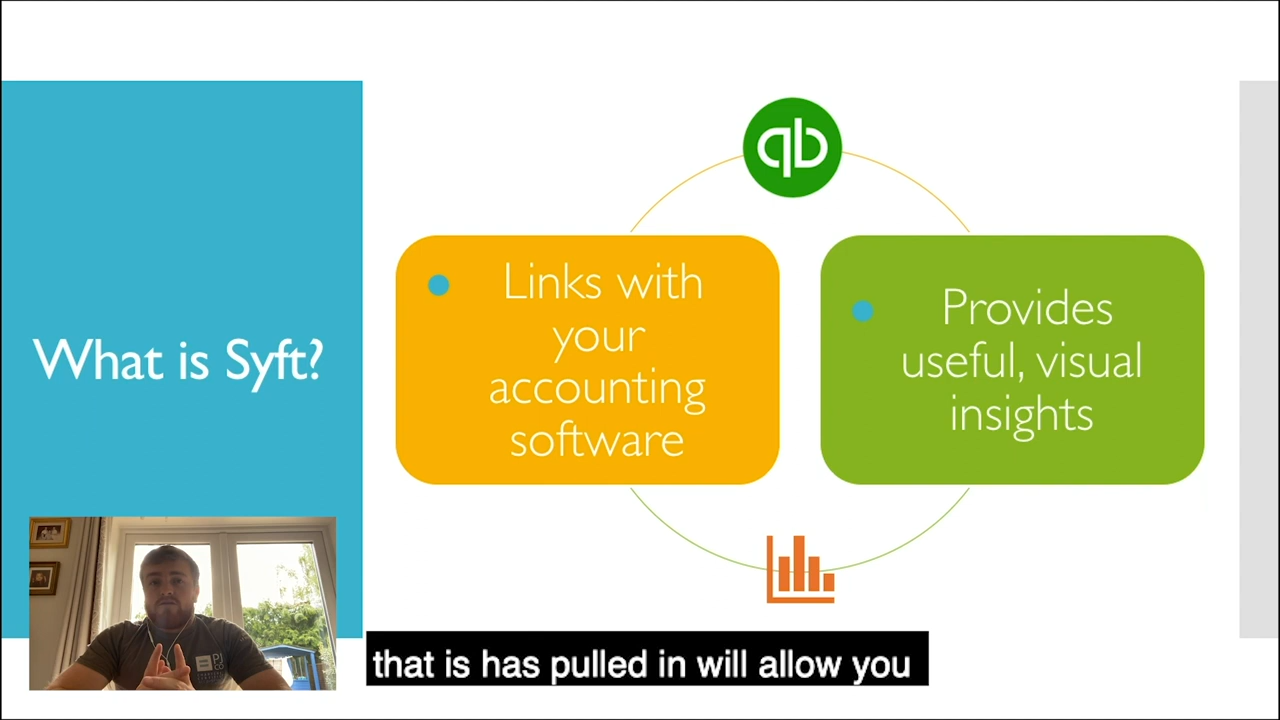 What is Syft?
qb
Links with
your
accounting
software
Provides
useful, visual
insights
that is has pulled in will allow you